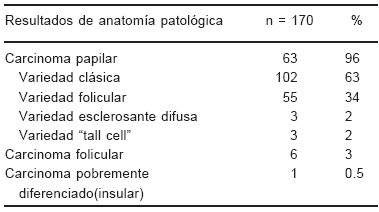 Resultados de anatomía patológica n = 170 %
Carcinoma papilar 63 96
Variedad clásica 102 63
Variedad folicular 55 34
Variedad esclerosante difusa 3 2
Variedad “tall cell” 3 2
Carcinoma folicular 6 3
Carcinoma pobremente 1 0.5
diferenciado(insular)